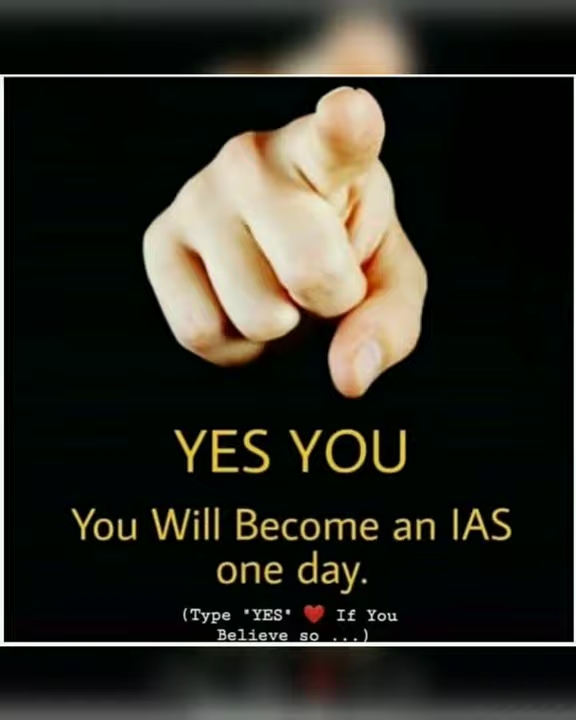 YES YOU
You Will Become an IAS
one day.
(Type "YES" ❤️ If You
Believe so ...)